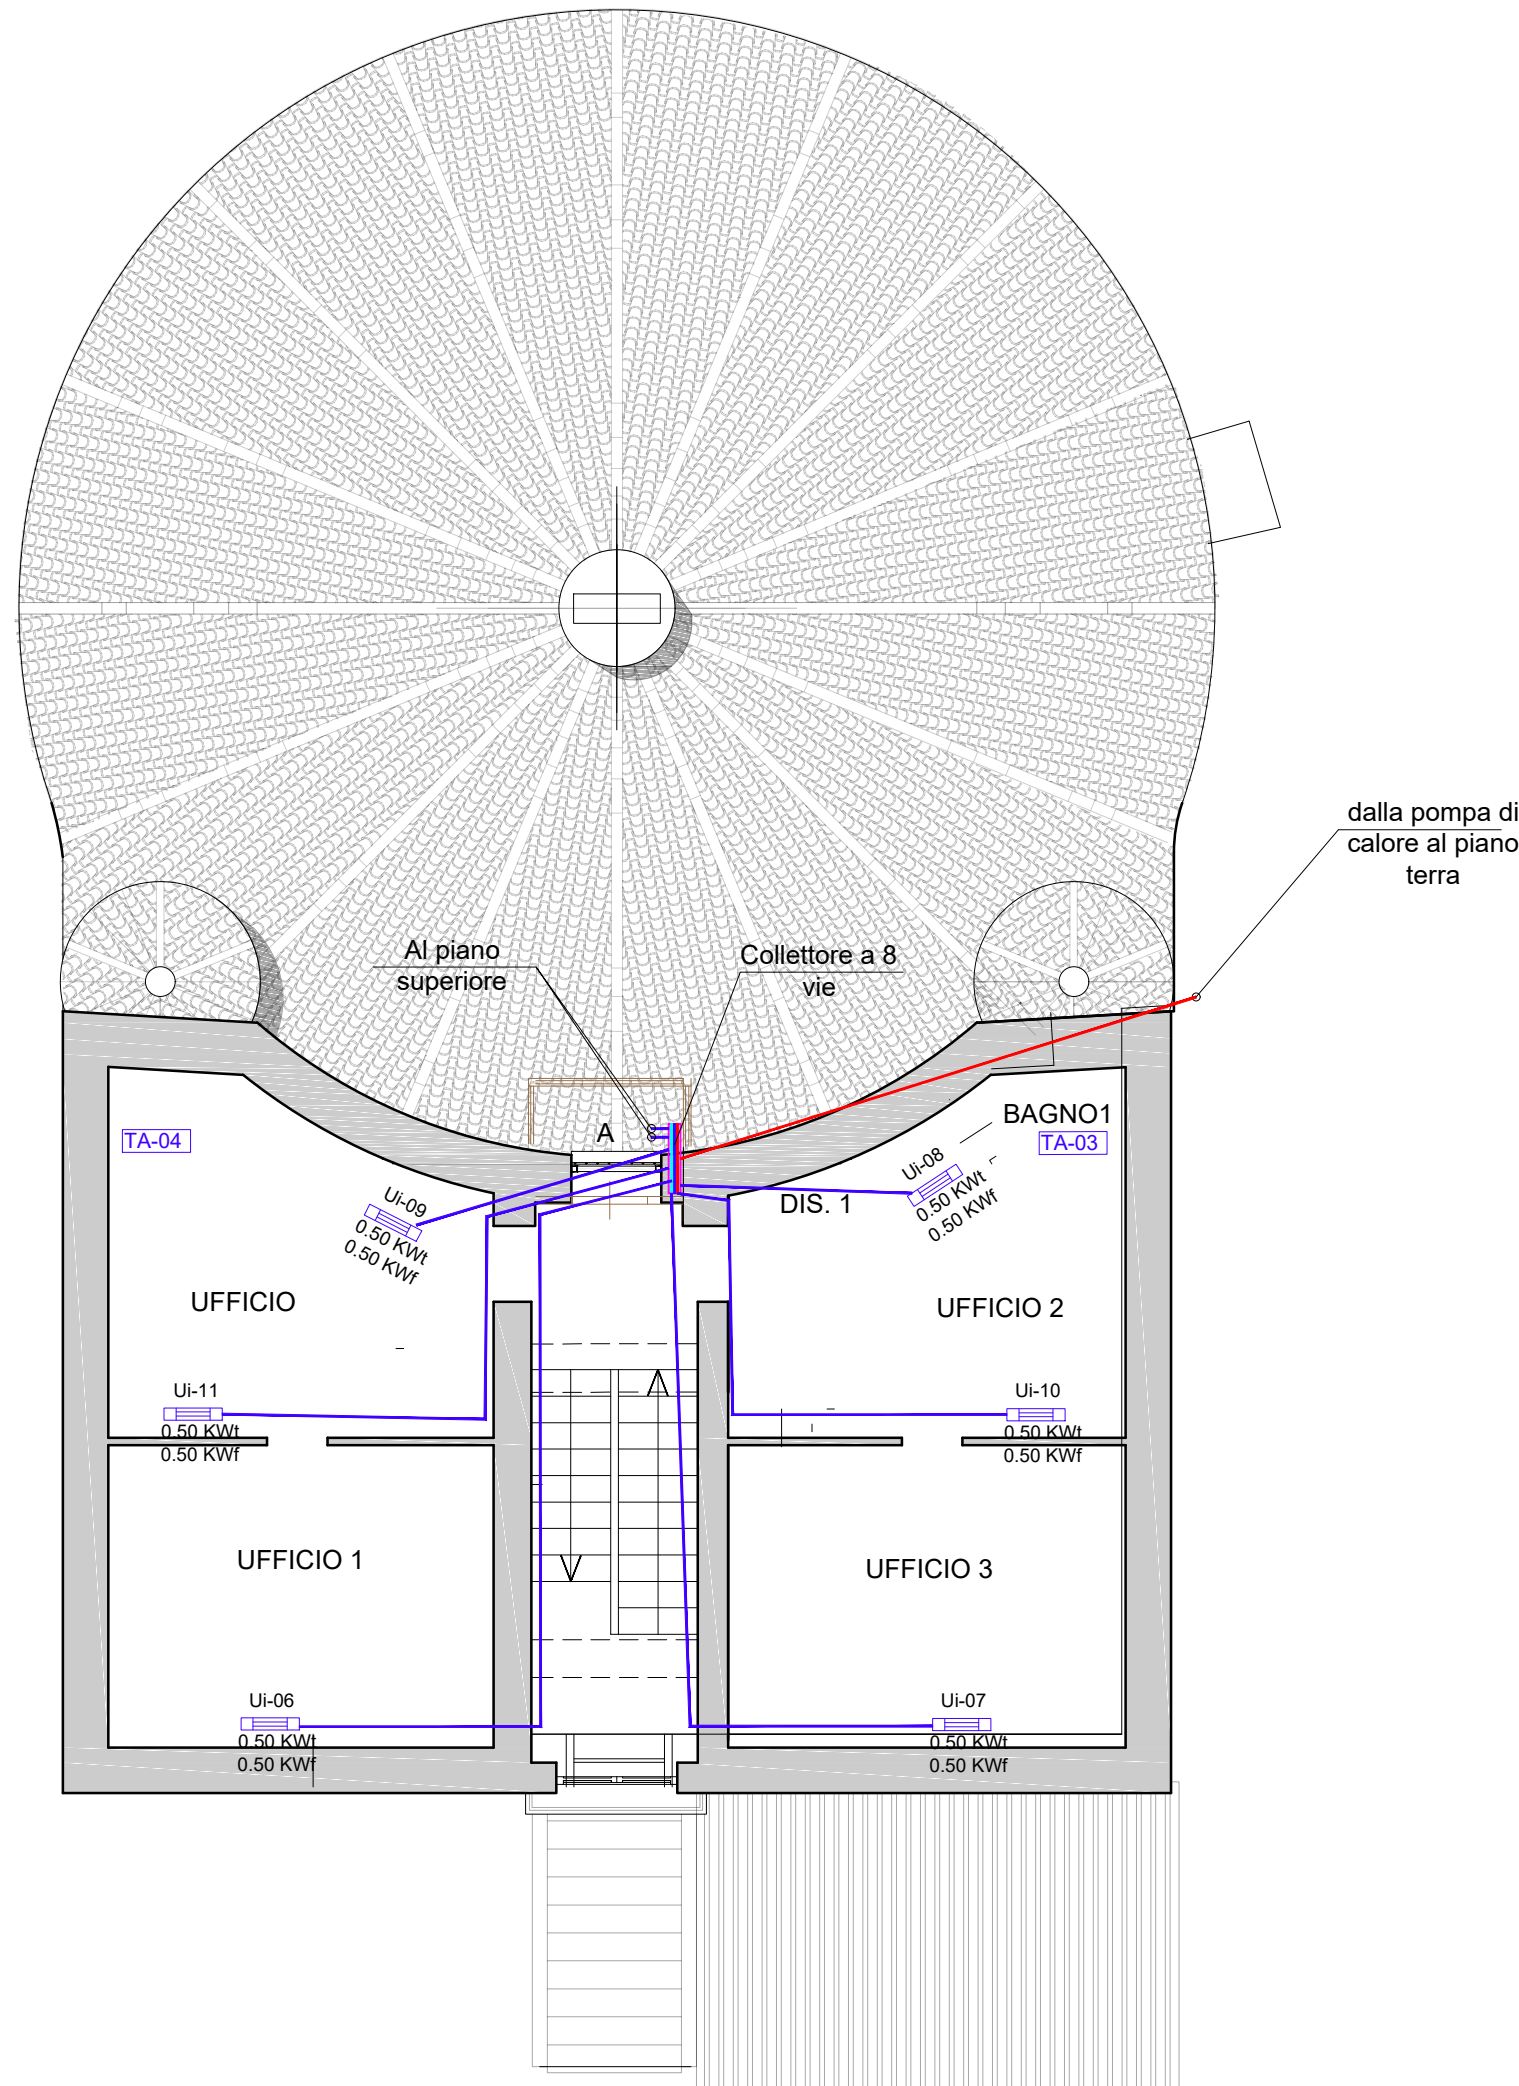 dalla pompa di
calore al piano
terra
Al piano
superiore
Collettore a 8
vie
A
TA-04
BAGNO1
TA-03
Ui-09
0.50 KWt
0.50 KWf
Ui-08
0.50 KWt
0.50 KWf
DIS. 1
UFFICIO
UFFICIO 2
Ui-11
0.50 KWt
0.50 KWf
Ui-10
0.50 KWt
0.50 KWf
UFFICIO 1
UFFICIO 3
Ui-06
0.50 KWt
0.50 KWf
Ui-07
0.50 KWt
0.50 KWf